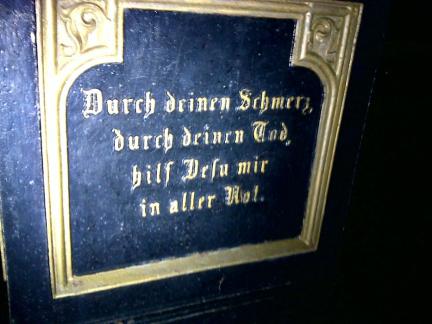 Durch deinen Schmerz,
durch deinen Tod,
hilf Jesu mir
in aller Not.